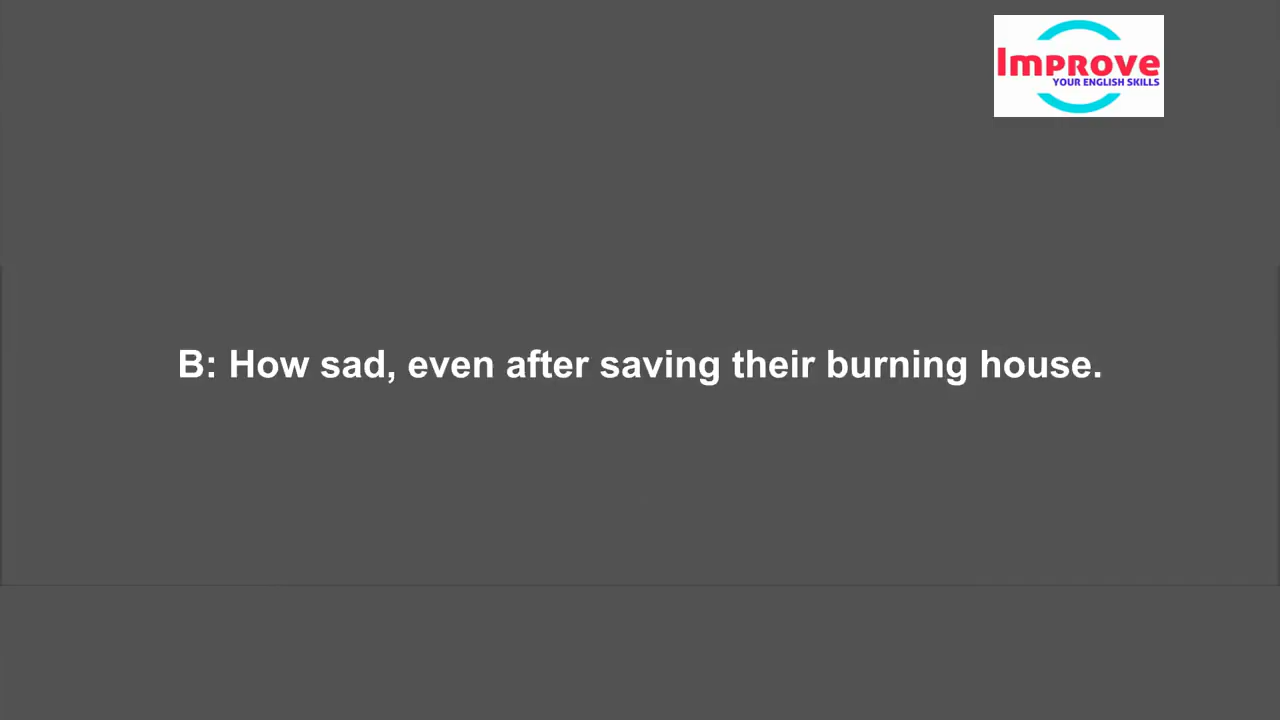 Improve
YOUR ENGLISH SKILLS
B: How sad, even after saving their burning house.